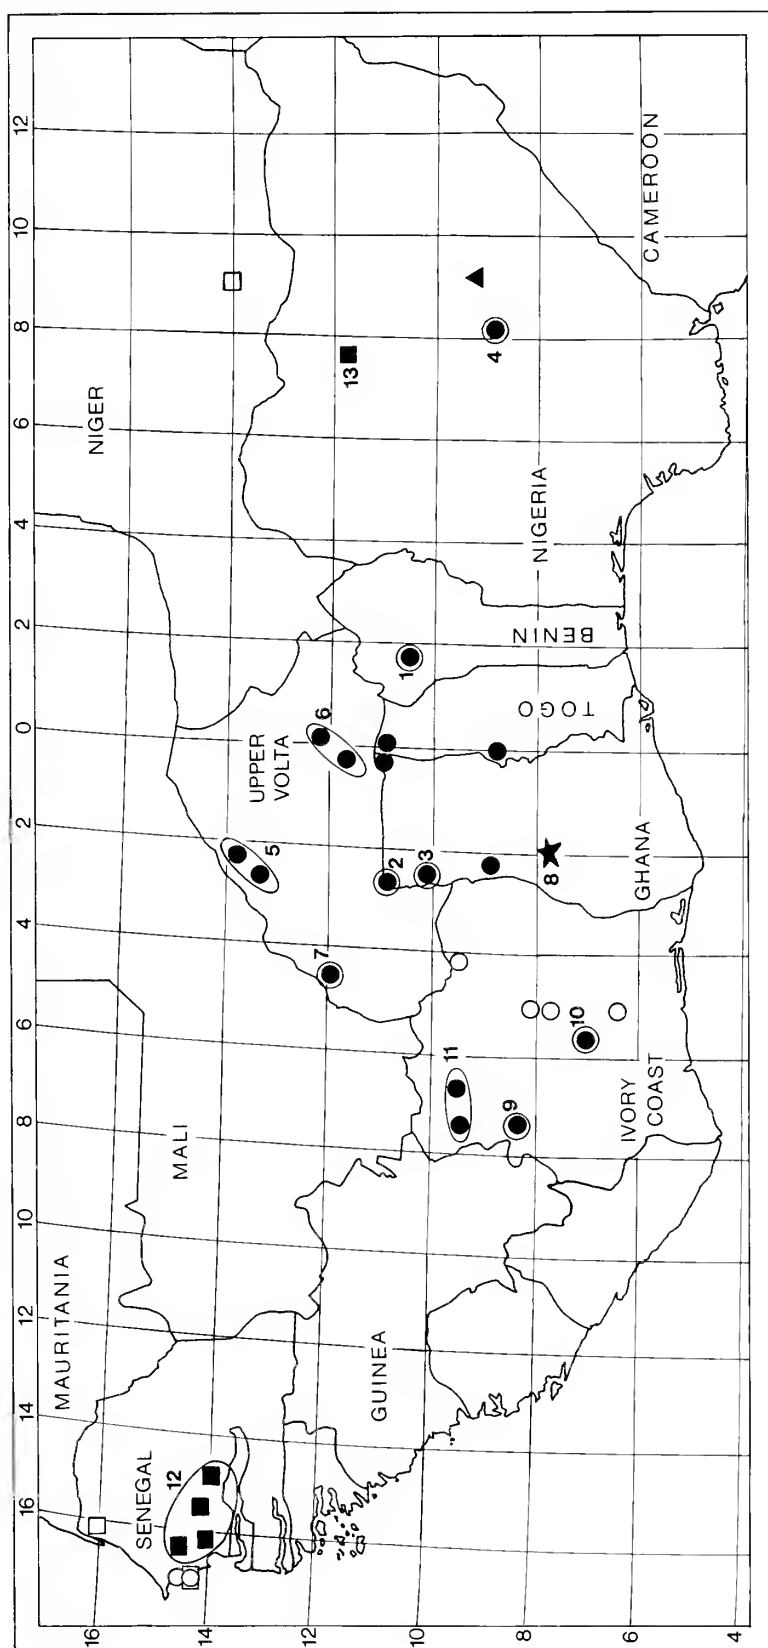 16
14
12
10
8
6
4
2
0
2
4
6
8
10
12
16
14
12
10
8
6
4
MAURITANIA
SENEGAL
12
MALI
GUINEA
NIGER
UPPER
VOLTA
5
6
7
2
3
1
13
4
8
9
10
11
IVORY
COAST
GHANA
TOGO
BENIN
NIGERIA
CAMEROON